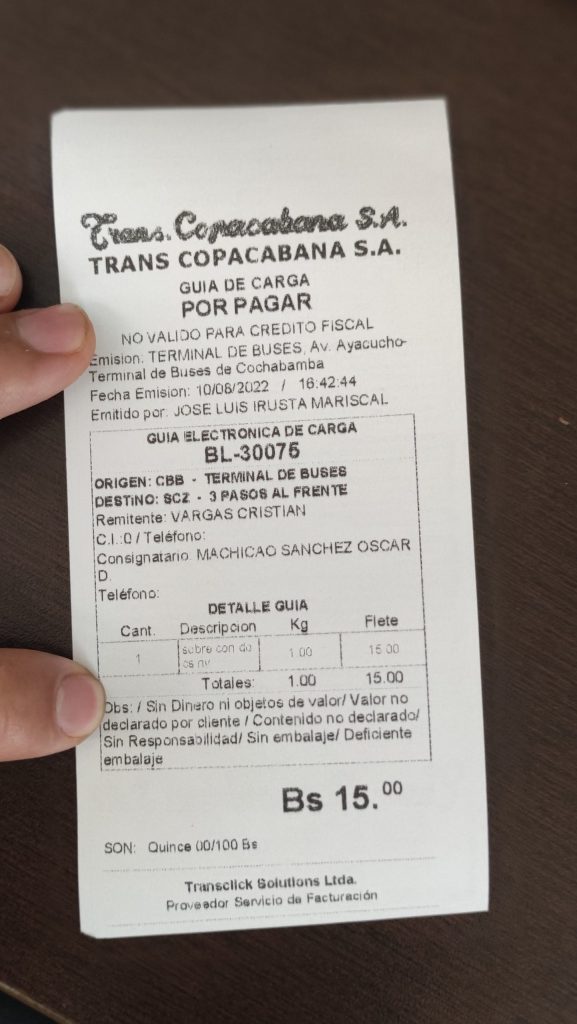 Trans. Copacabana S.A.
TRANS COPACABANA S.A.
GUIA DE CARGA
POR PAGAR
NO VALIDO PARA CREDITO FISCAL
Emision: TERMINAL DE BUSES, Av. Ayacucho-
Terminal de Buses de Cochabamba
Fecha Emision: 10/08/2022 / 16:42:44
Emitido por: JOSE LUIS IRUSTA MARISCAL
GUIA ELECTRONICA DE CARGA
BL-30075
ORIGEN: CBB - TERMINAL DE BUSES
DESTINO: SCZ - 3 PASOS AL FRENTE
Remitente: VARGAS CRISTIAN
C.I.:0 / Teléfono:
Consignatario: MACHICAO SANCHEZ OSCAR
D.
Teléfono:
DETALLE GUIA
Cant. Descripcion Kg Flete
1 sobre con do 1.00 15.00
cs nv
Totales: 1.00 15.00
Obs: / Sin Dinero ni objetos de valor/ Valor no
declarado por cliente / Contenido no declarado/
Sin Responsabilidad/ Sin embalaje/ Deficiente
embalaje
Bs 15.00
SON: Quince 00/100 Bs
Transclick Solutions Ltda.
Proveedor Servicio de Facturación